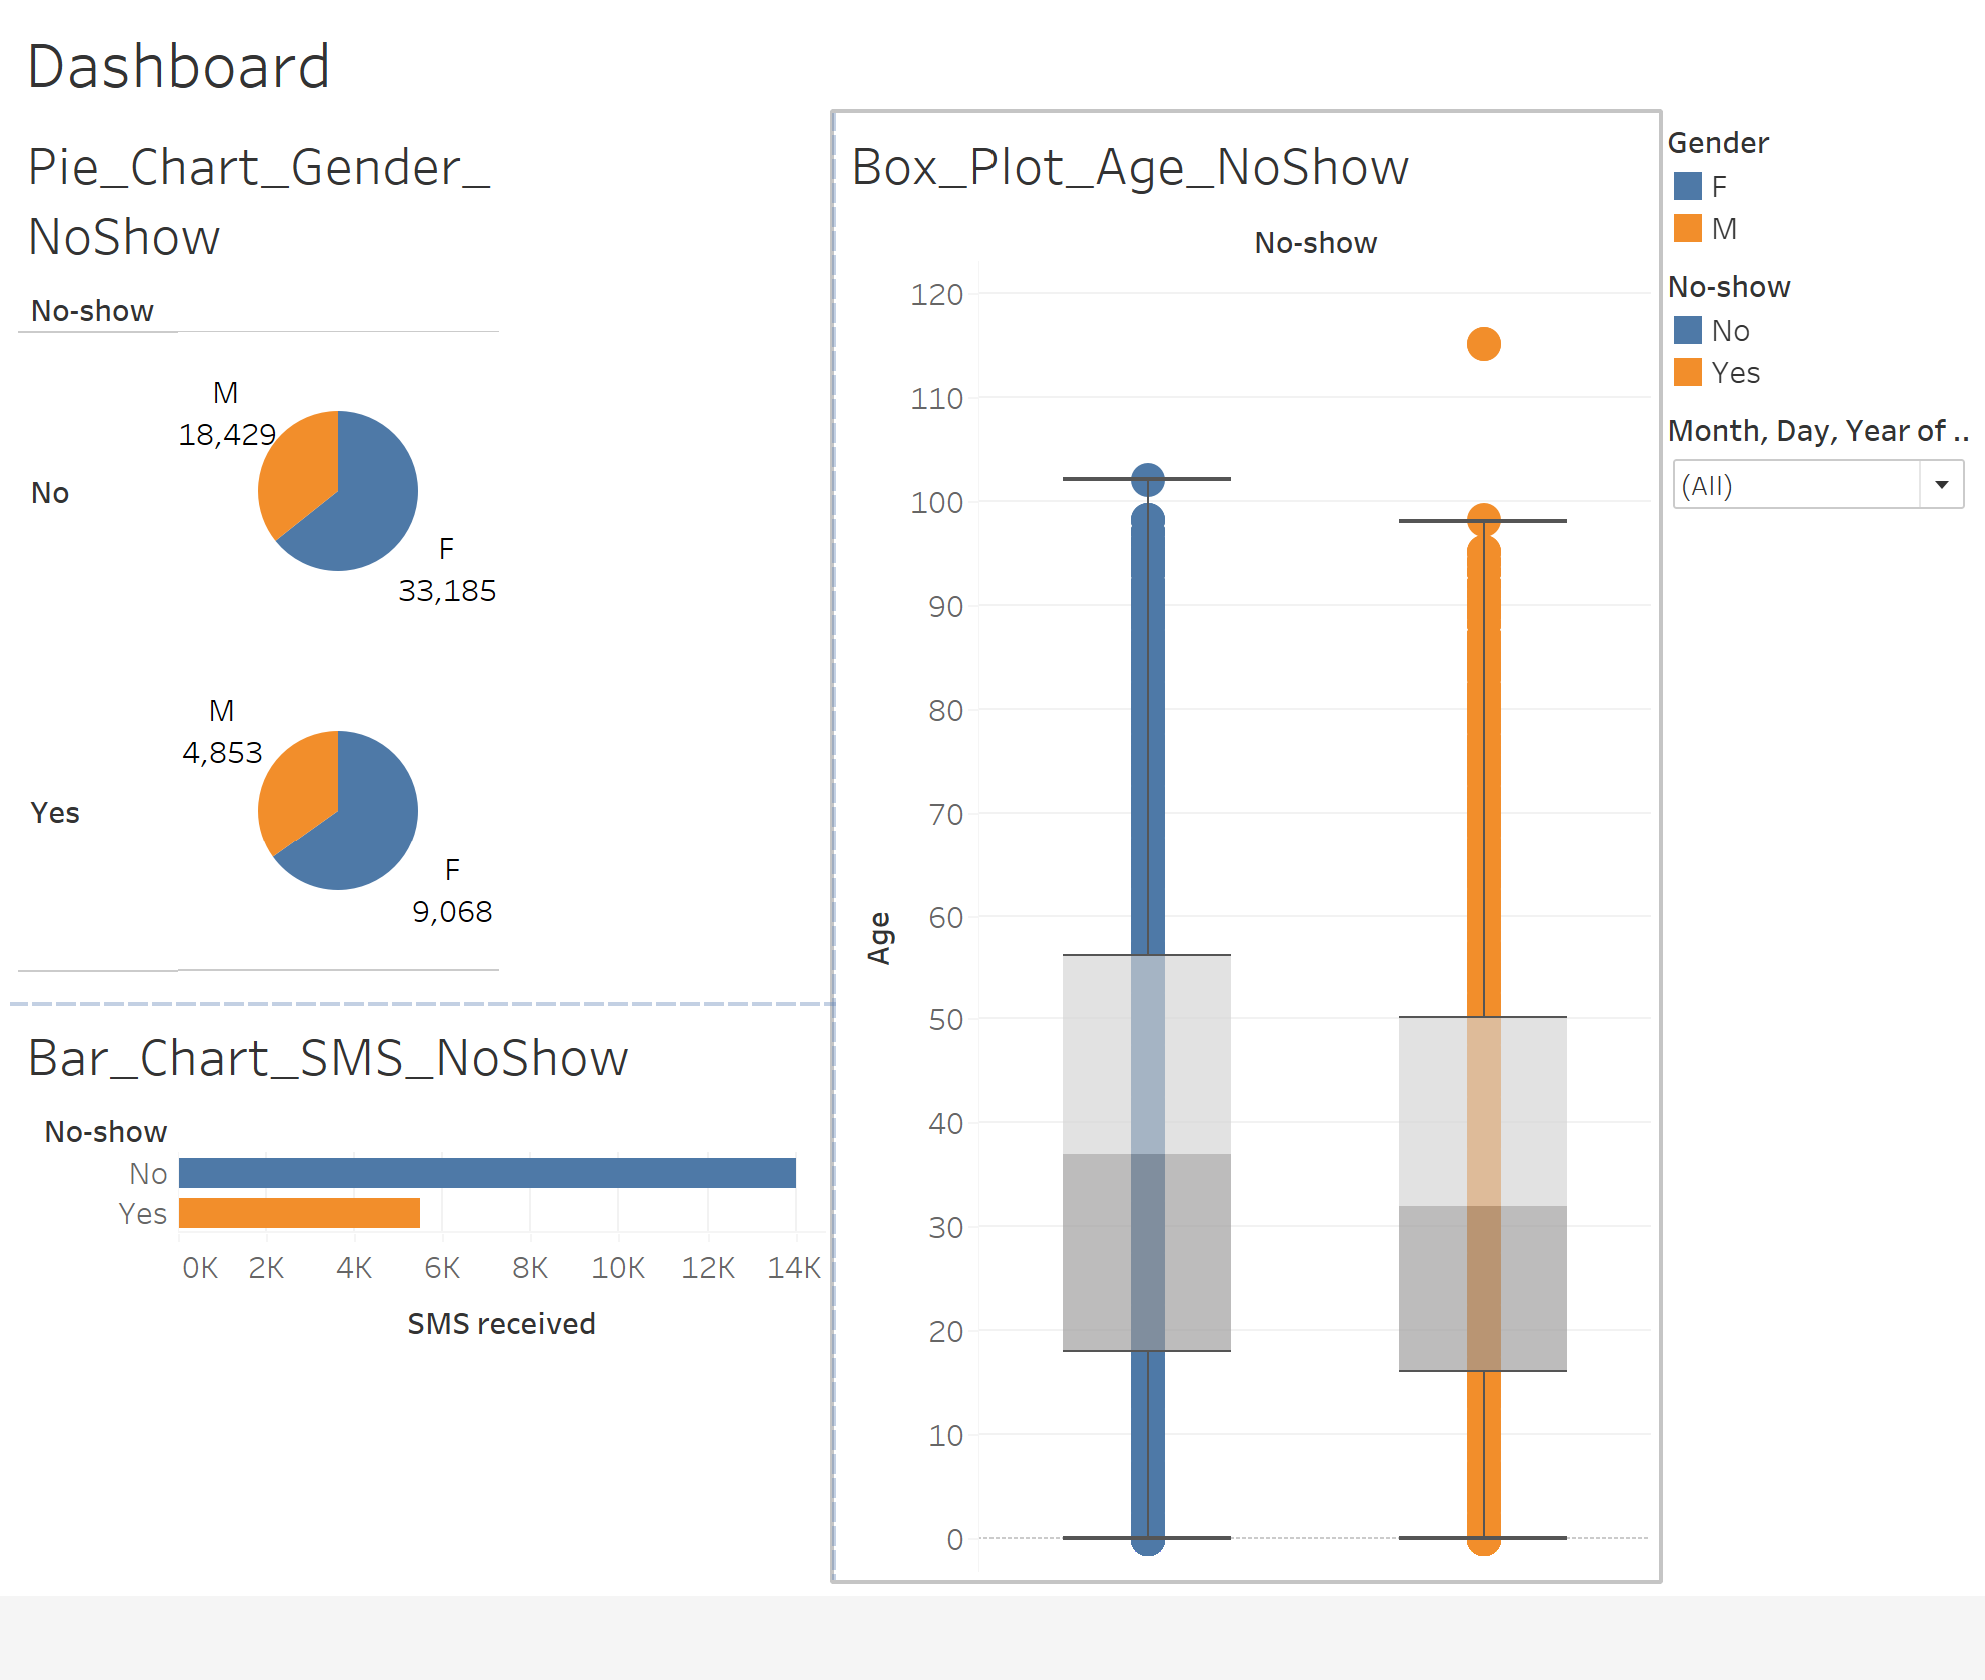 Dashboard
Pie_Chart_Gender_
NoShow
No-show
M
18,429
No
F
33,185
M
4,853
Yes
F
9,068
Bar_Chart_SMS_NoShow
No-show
No
Yes
0K 2K 4K 6K 8K 10K 12K 14K
SMS received
Box_Plot_Age_NoShow
No-show
120
110
100
90
80
70
60
50
40
30
20
10
0
Age
Gender
F
M
No-show
No
Yes
Month, Day, Year of ..
(All)